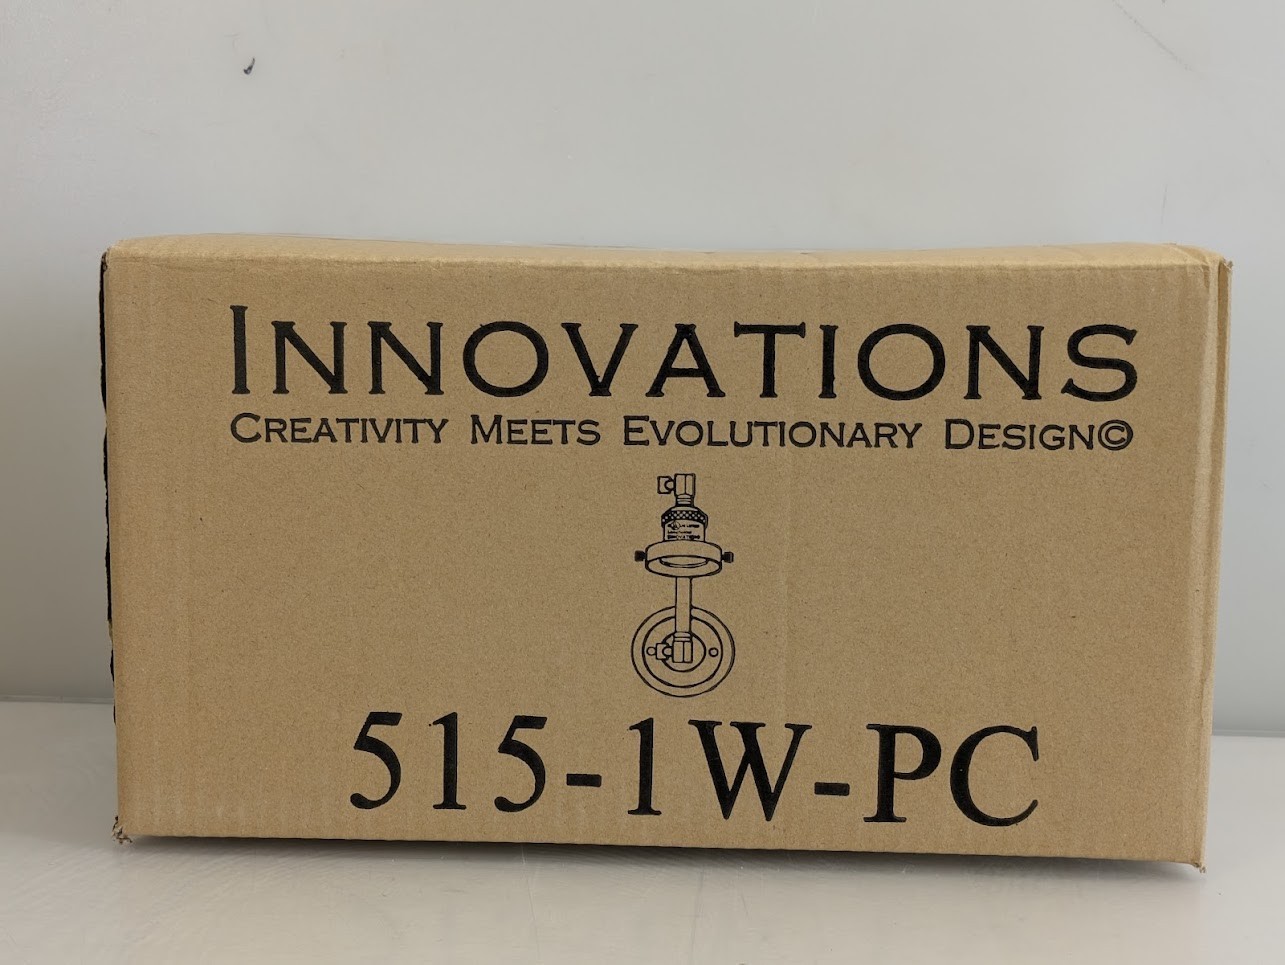 INNOVATIONS
CREATIVITY MEETS EVOLUTIONARY DESIGN©
515-1W-PC